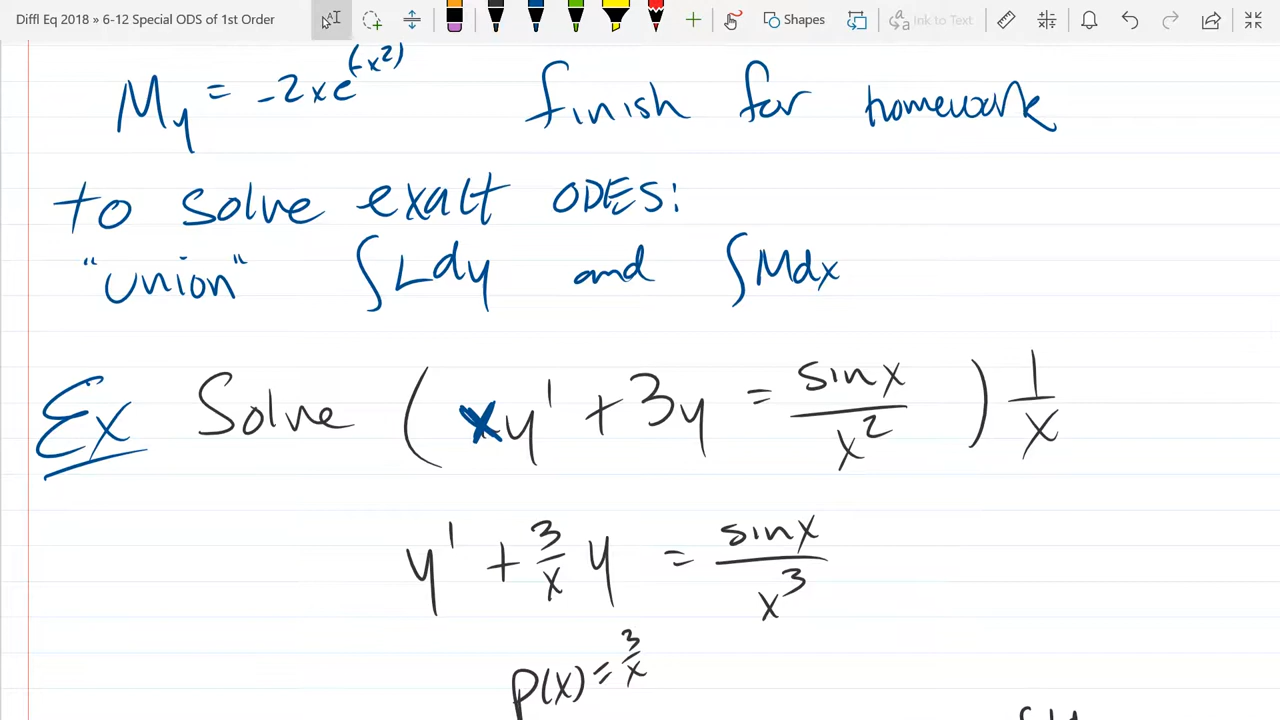 Diffl Eq 2018 » 6-12 Special ODS of 1st Order
Shapes
Ink to Text
My = -2xe^(-x²) finish for homework
to solve exact ODES:
"union" ∫Ldy and ∫Mdx
Ex Solve (xy' + 3y = sinx/x²) 1/x
y' + 3/x y = sinx/x³
p(x) = 3/x